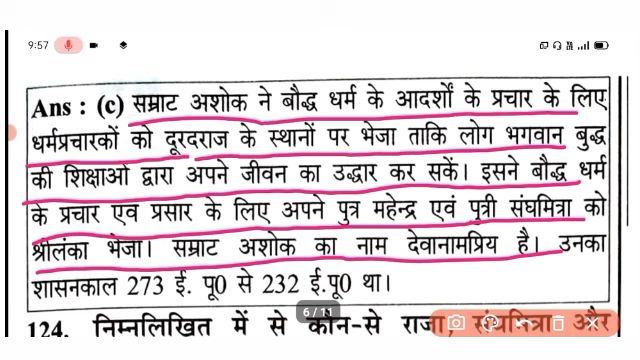 9:57
Ans : (c) सम्राट अशोक ने बौद्ध धर्म के आदर्शों के प्रचार के लिए
धर्मप्रचारकों को दूरदराज के स्थानों पर भेजा ताकि लोग भगवान बुद्ध
की शिक्षाओं द्वारा अपने जीवन का उद्धार कर सकें। इसने बौद्ध धर्म
के प्रचार एवं प्रसार के लिए अपने पुत्र महेन्द्र एवं पुत्री संघमित्रा को
श्रीलंका भेजा। सम्राट अशोक का नाम देवानामप्रिय है। उनका
शासनकाल 273 ई. पू0 से 232 ई.पू0 था।
6 / 11
124. निम्नलिखित में से कौन-से राजा, संघमित्रा और